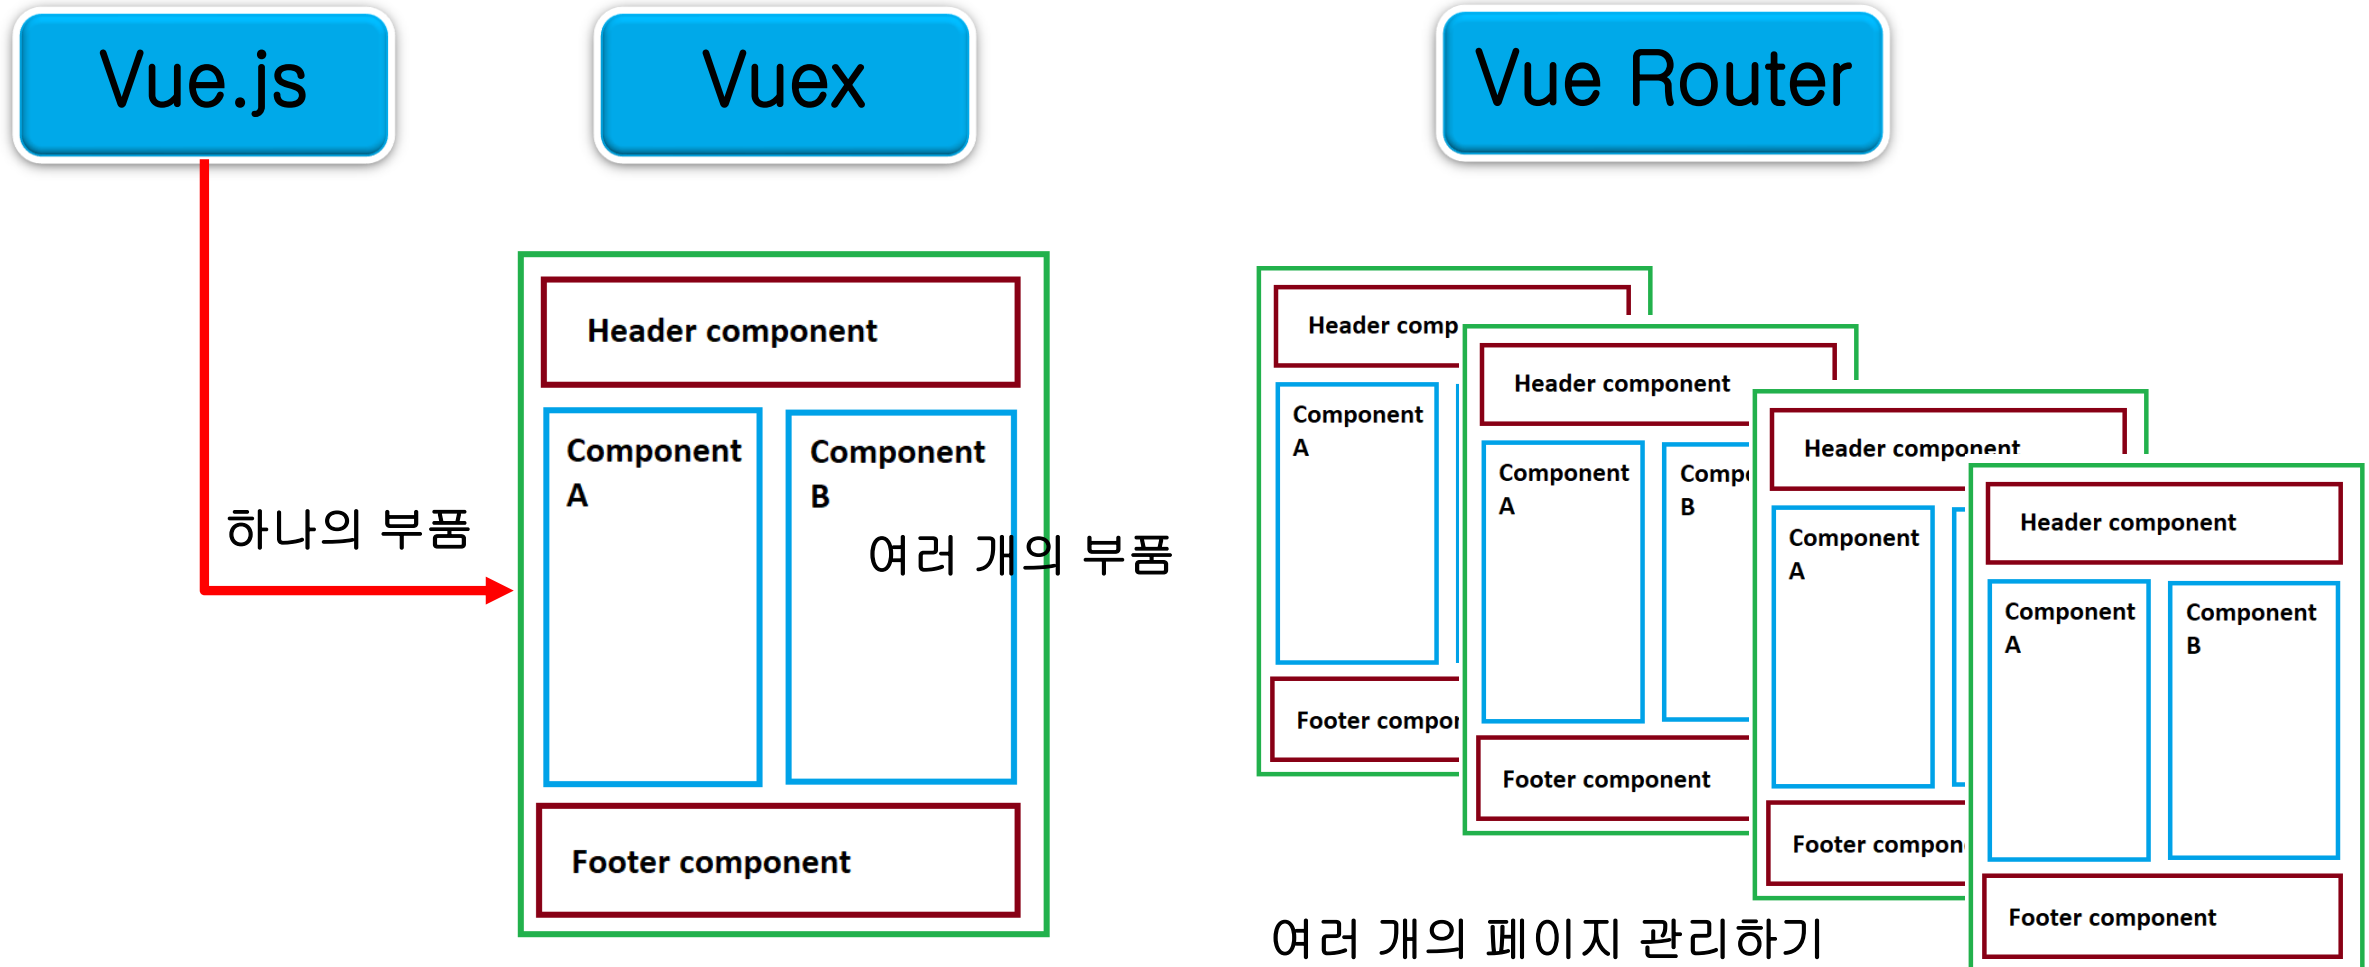 Vue.js
Vuex
Vue Router
Header component
Component
A
Component
B
Footer component
하나의 부품
여러 개의 부품
Header comp
Component
A
Footer compor
Header component
Component
A
Compo
B
Footer component
Header component
Component
A
Footer compon
Header component
Component
A
Component
B
Footer component
여러 개의 페이지 관리하기